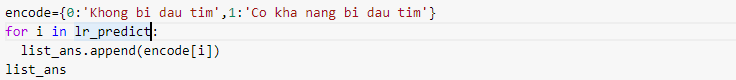 encode={0:'Khong bi dau tim',1:'Co kha nang bi dau tim'}
for i in lr_predict:
  list_ans.append(encode[i])
list_ans